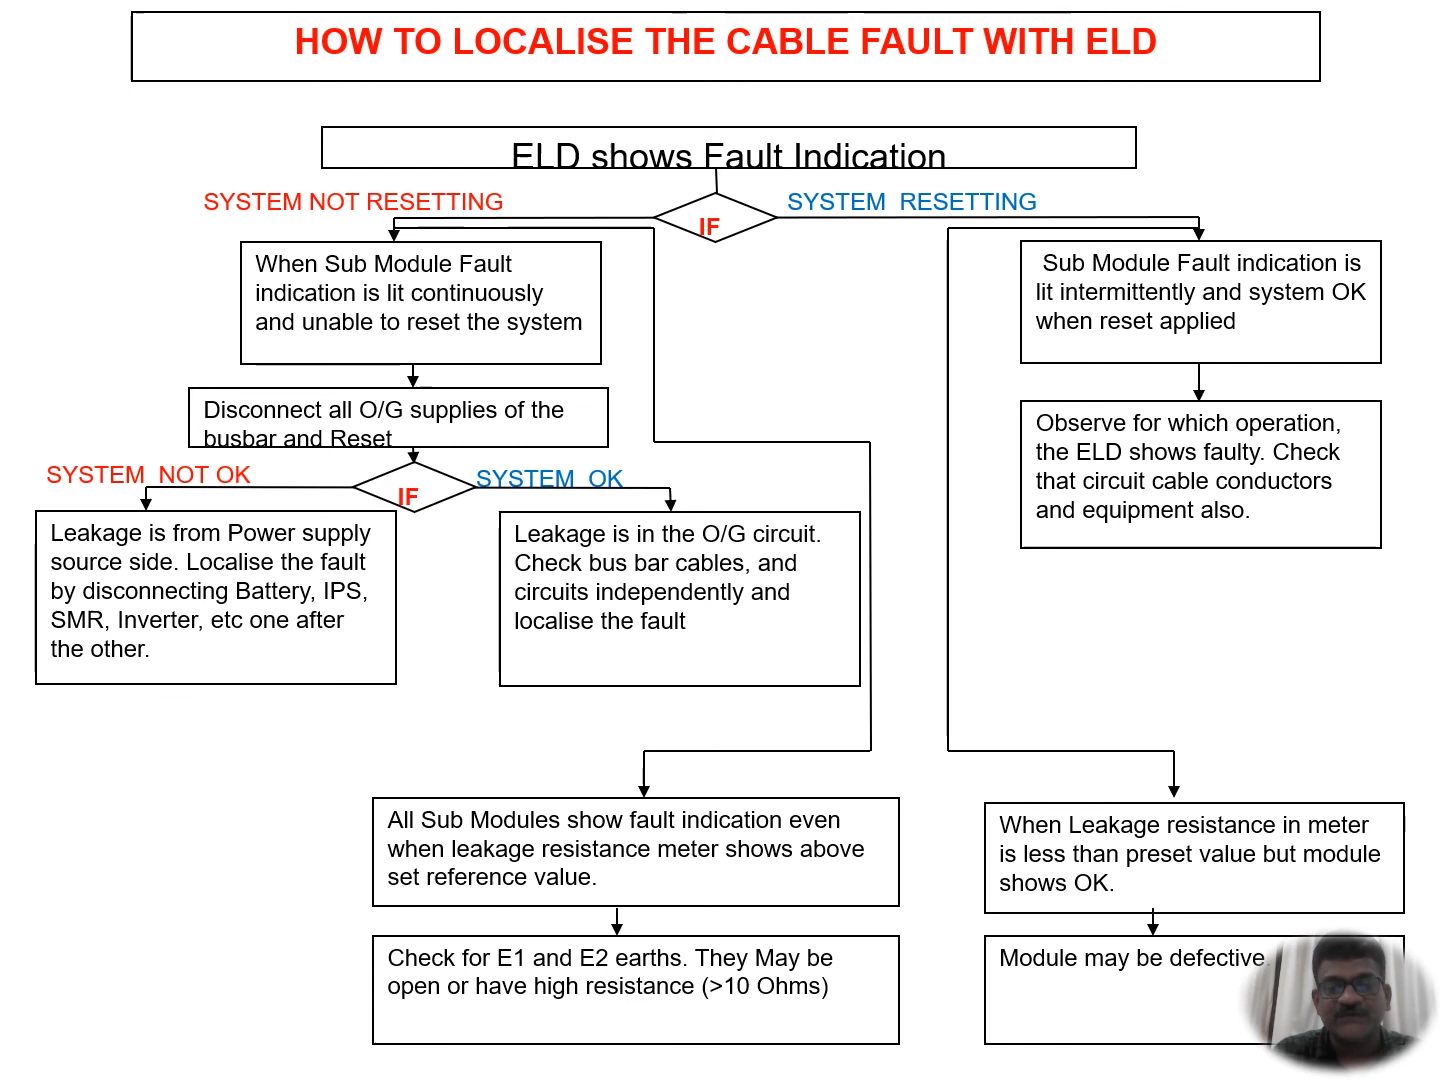 HOW TO LOCALISE THE CABLE FAULT WITH ELD
ELD shows Fault Indication
SYSTEM NOT RESETTING
SYSTEM  RESETTING
IF
When Sub Module Fault
indication is lit continuously
and unable to reset the system
Sub Module Fault indication is
lit intermittently and system OK
when reset applied
Disconnect all O/G supplies of the
busbar and Reset
Observe for which operation,
the ELD shows faulty. Check
that circuit cable conductors
and equipment also.
SYSTEM  NOT OK
SYSTEM  OK
IF
Leakage is from Power supply
source side. Localise the fault
by disconnecting Battery, IPS,
SMR, Inverter, etc one after
the other.
Leakage is in the O/G circuit.
Check bus bar cables, and
circuits independently and
localise the fault
All Sub Modules show fault indication even
when leakage resistance meter shows above
set reference value.
When Leakage resistance in meter
is less than preset value but module
shows OK.
Check for E1 and E2 earths. They May be
open or have high resistance (>10 Ohms)
Module may be defective.